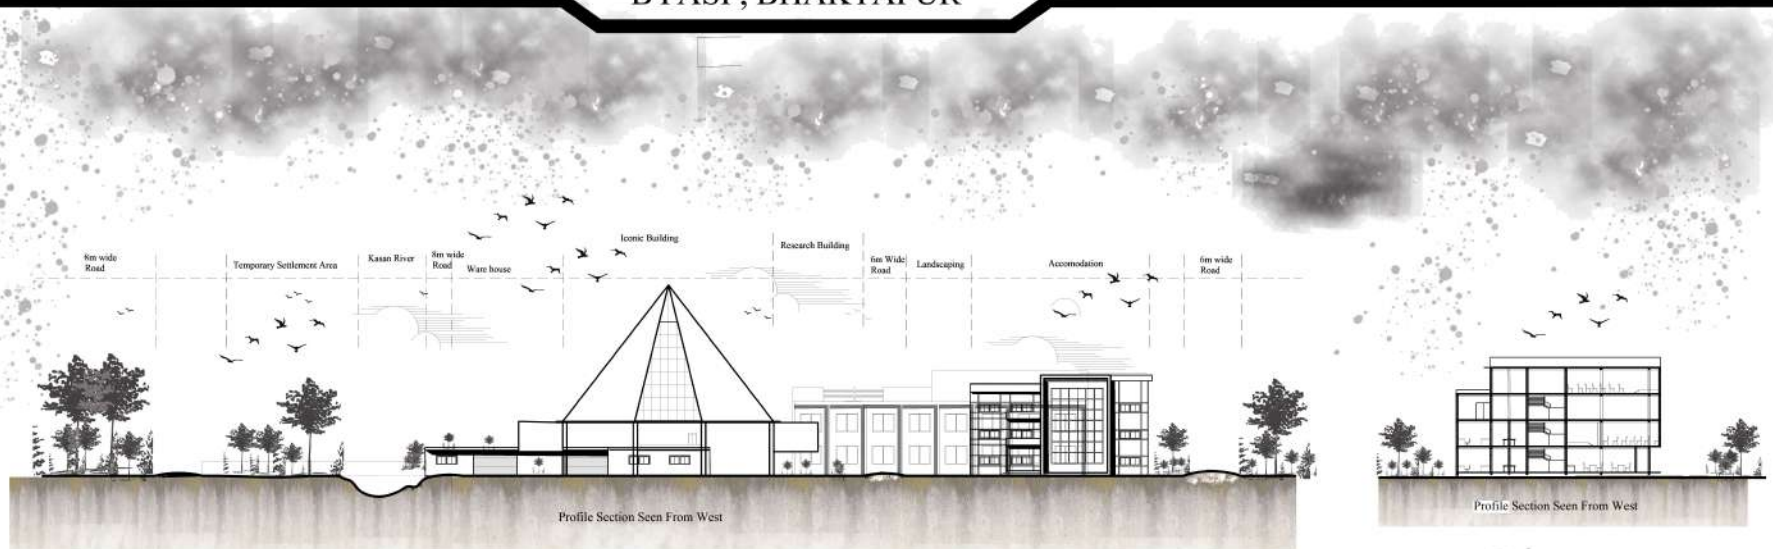 BYASI, BHAKTAPUR
Iconic Building
Research Building
8m wide
Road
Temporary Settlement Area
Kasan River
8m wide
Road
Ware house
6m Wide
Road
Landscaping
Accomodation
6m wide
Road
Profile Section Seen From West
Profile Section Seen From West